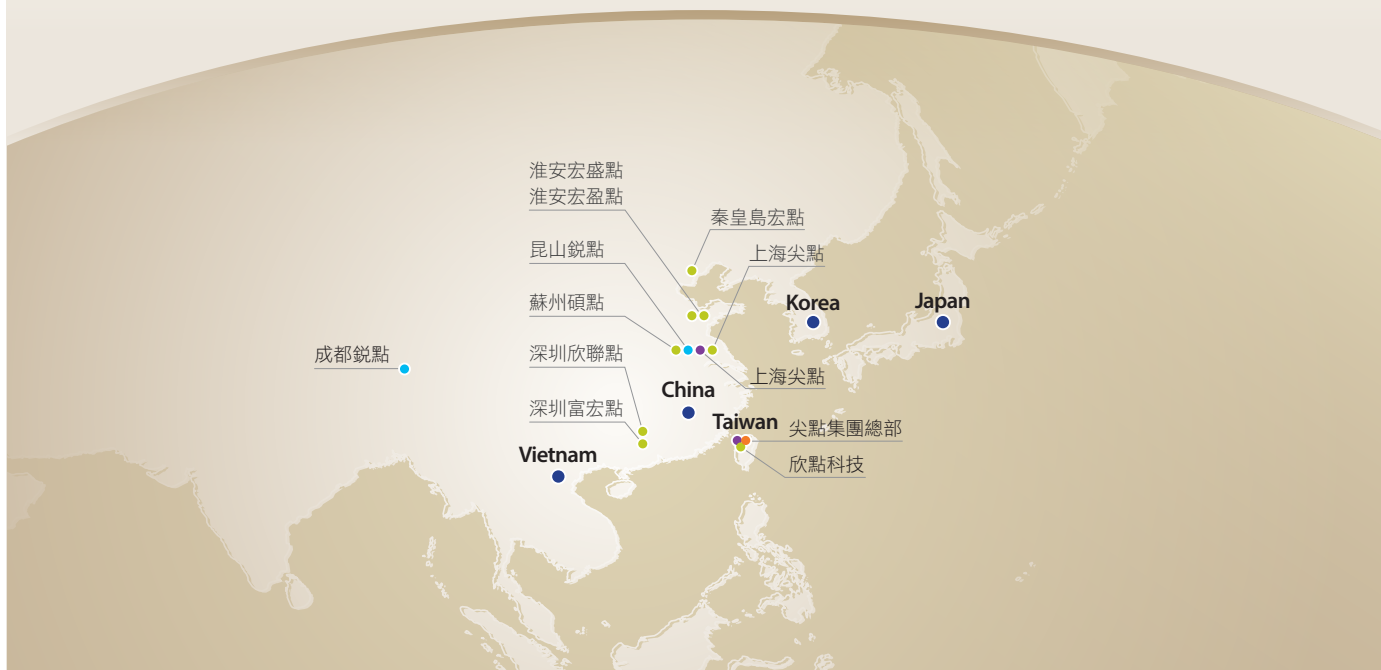 淮安宏盛點
淮安宏盈點
秦皇島宏點
昆山鋭點
上海尖點
蘇州碩點
Korea
Japan
成都鋭點
深圳欣聯點
上海尖點
China
深圳富宏點
Taiwan
尖點集團總部
Vietnam
欣點科技